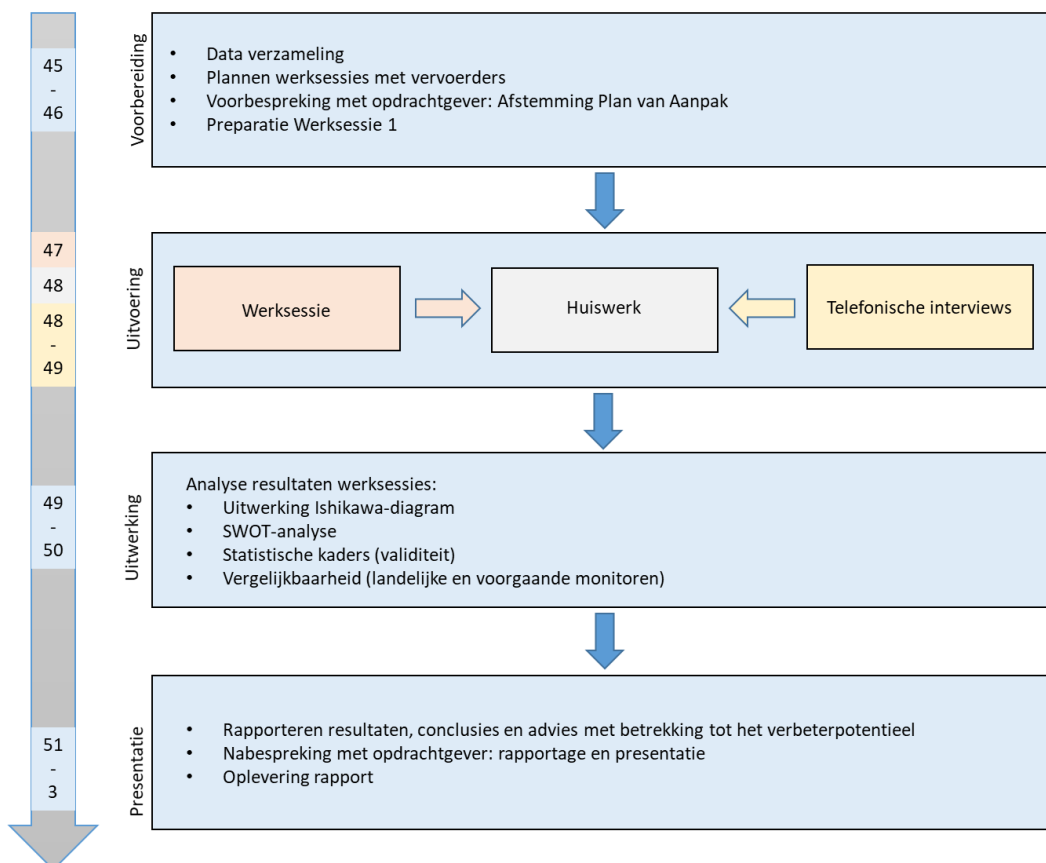 45
-
46
Voorbereiding
• Data verzameling
• Plannen werksessies met vervoerders
• Voorbespreking met opdrachtgever: Afstemming Plan van Aanpak
• Preparatie Werksessie 1
47
48
48
-
49
Uitvoering
Werksessie
Huiswerk
Telefonische interviews
49
-
50
Uitwerking
Analyse resultaten werksessies:
• Uitwerking Ishikawa-diagram
• SWOT-analyse
• Statistische kaders (validiteit)
• Vergelijkbaarheid (landelijke en voorgaande monitoren)
51
-
3
Presentatie
• Rapporteren resultaten, conclusies en advies met betrekking tot het verbeterpotentieel
• Nabespreking met opdrachtgever: rapportage en presentatie
• Oplevering rapport